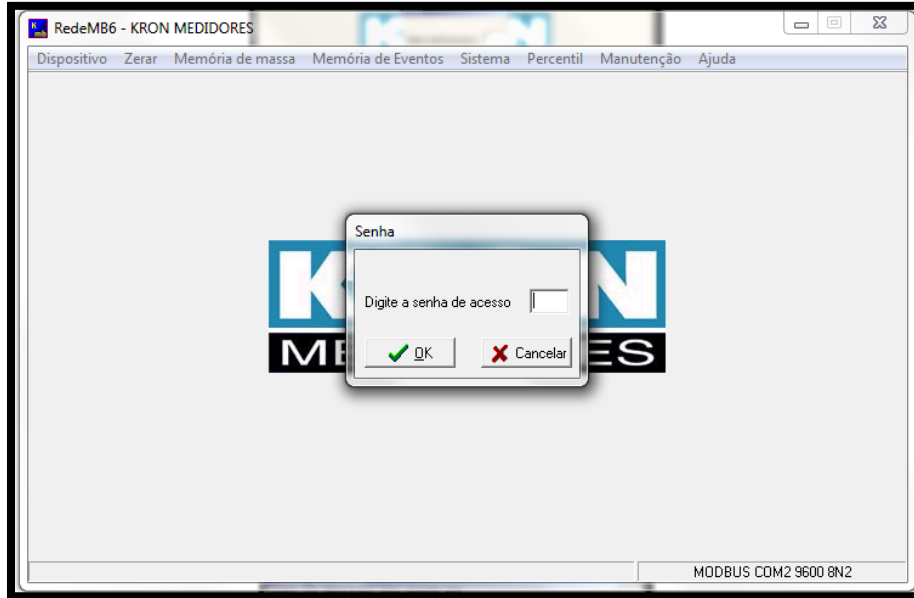 RedeMB6 - KRON MEDIDORES
Dispositivo Zerar Memória de massa Memória de Eventos Sistema Percentil Manutenção Ajuda
Senha
Digite a senha de acesso
OK Cancelar
MODBUS COM2 9600 8N2